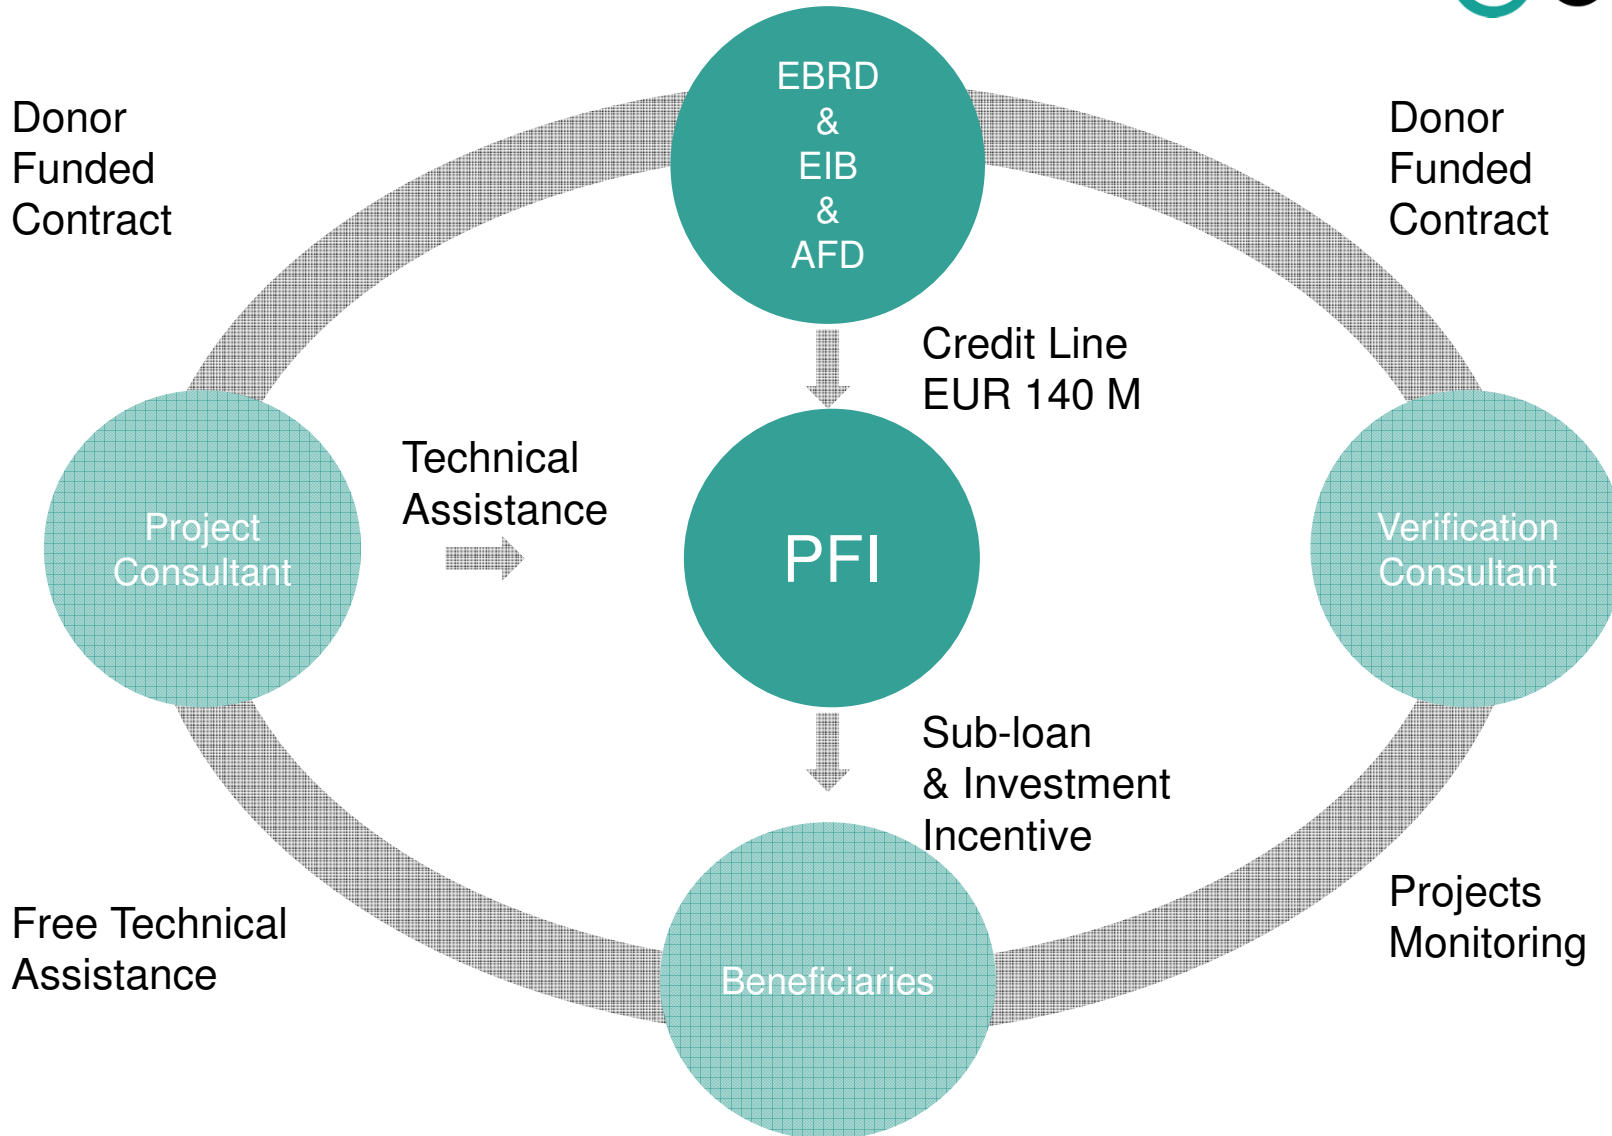 EBRD
&
EIB
&
AFD
Donor
Funded
Contract
Donor
Funded
Contract
Credit Line
EUR 140 M
Technical
Assistance
Project
Consultant
PFI
Verification
Consultant
Sub-loan
& Investment
Incentive
Free Technical
Assistance
Beneficiaries
Projects
Monitoring